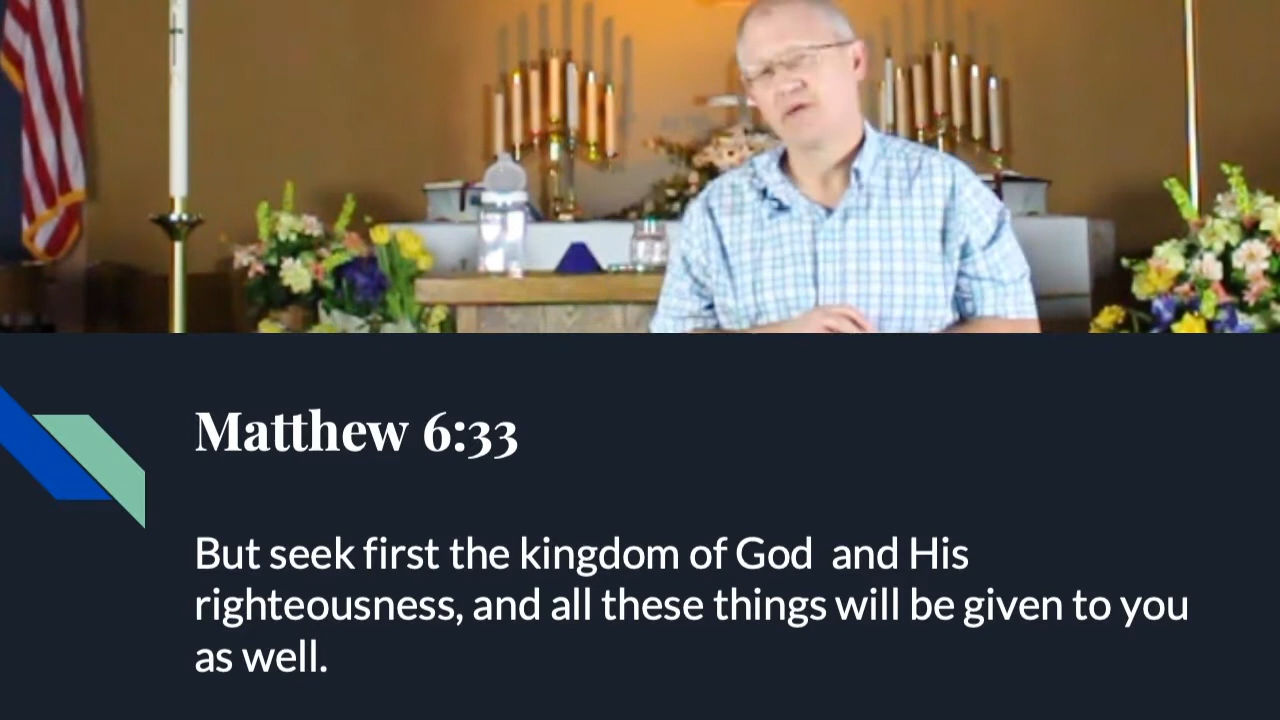 Matthew 6:33
But seek first the kingdom of God  and His
righteousness, and all these things will be given to you
as well.